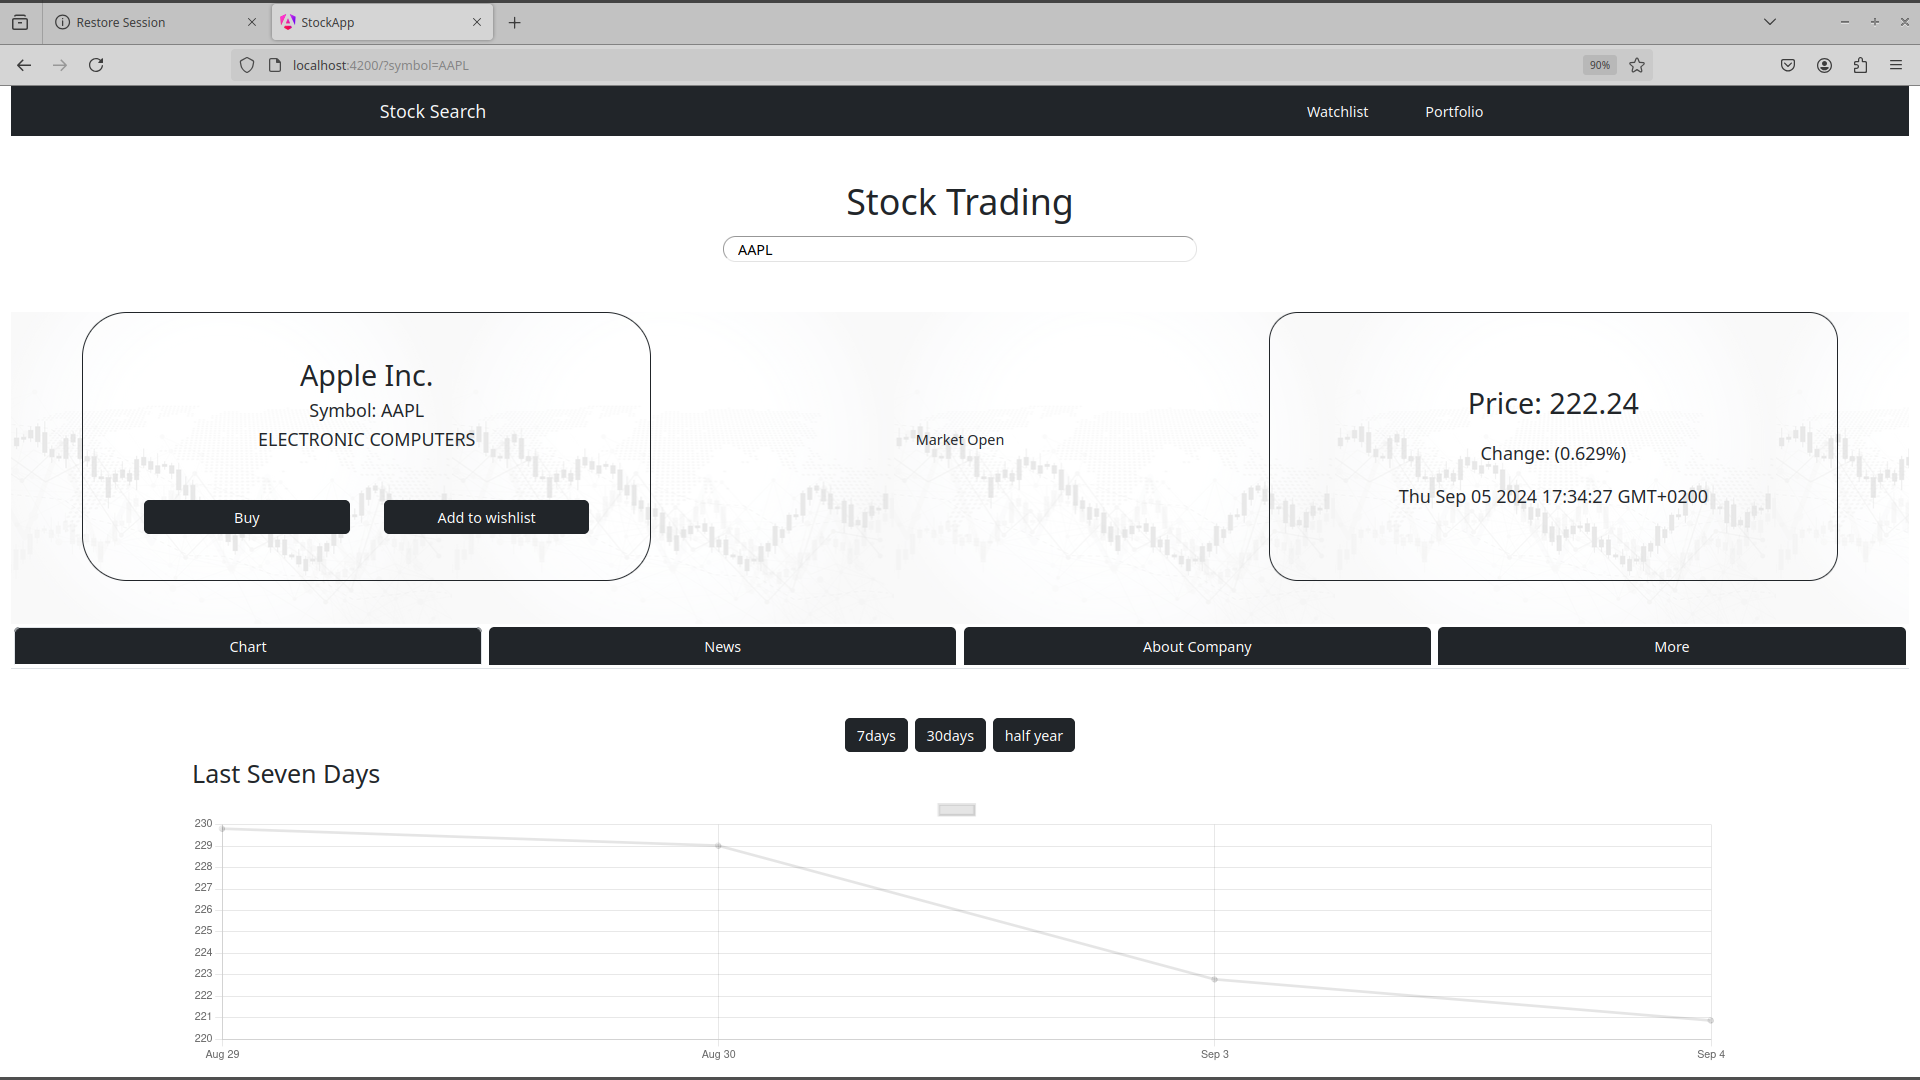 Restore Session
StockApp
localhost:4200/?symbol=AAPL
90%
Stock Search
Watchlist
Portfolio
Stock Trading
AAPL
Apple Inc.
Symbol: AAPL
ELECTRONIC COMPUTERS
Buy
Add to wishlist
Market Open
Price: 222.24
Change: (0.629%)
Thu Sep 05 2024 17:34:27 GMT+0200
Chart
News
About Company
More
7days
30days
half year
Last Seven Days
230
229
228
227
226
225
224
223
222
221
220
Aug 29
Aug 30
Sep 3
Sep 4